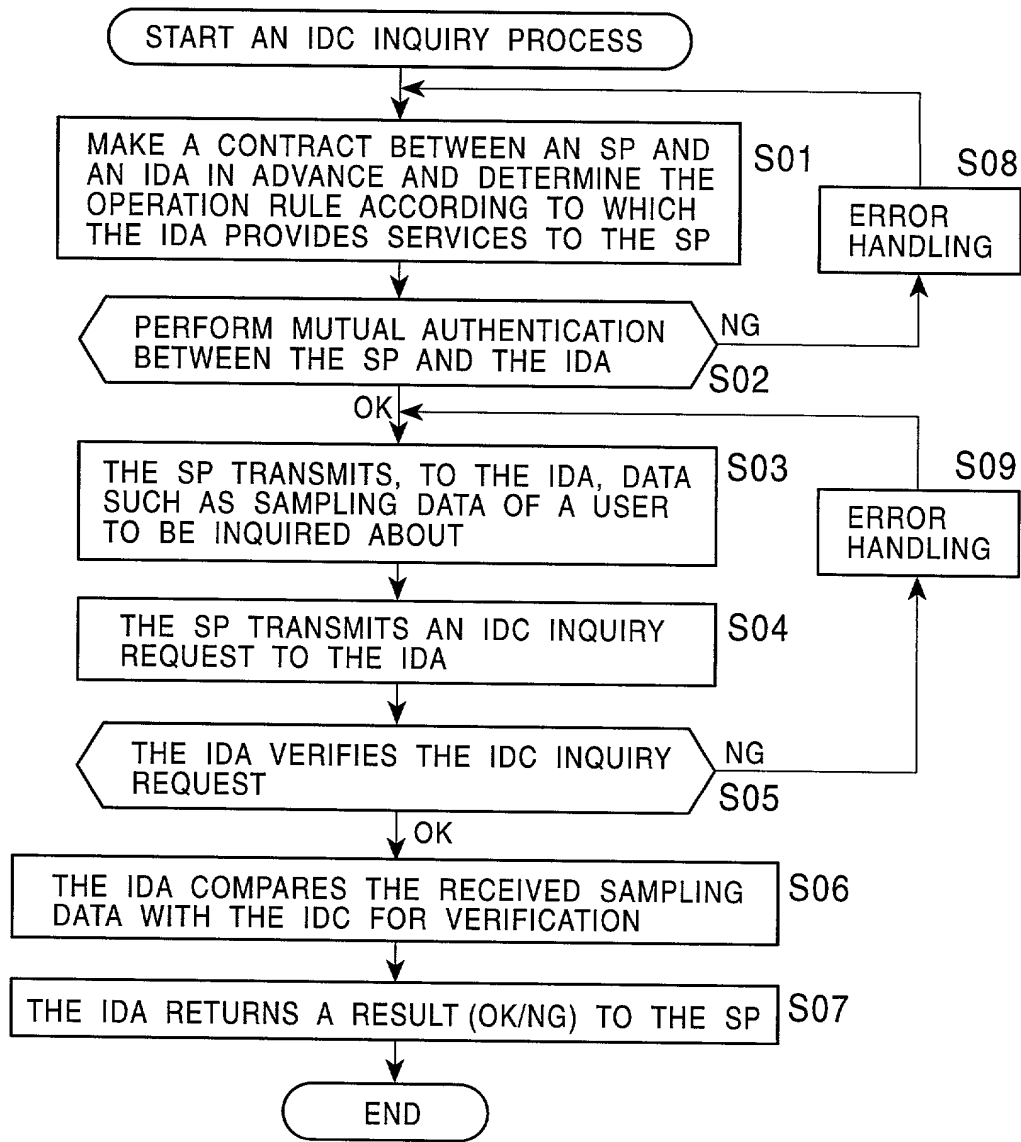 START AN IDC INQUIRY PROCESS
MAKE A CONTRACT BETWEEN AN SP AND
AN IDA IN ADVANCE AND DETERMINE THE
OPERATION RULE ACCORDING TO WHICH
THE IDA PROVIDES SERVICES TO THE SP
S01
S08
ERROR
HANDLING
PERFORM MUTUAL AUTHENTICATION
BETWEEN THE SP AND THE IDA
NG
S02
OK
THE SP TRANSMITS, TO THE IDA, DATA
SUCH AS SAMPLING DATA OF A USER
TO BE INQUIRED ABOUT
S03
S09
ERROR
HANDLING
THE SP TRANSMITS AN IDC INQUIRY
REQUEST TO THE IDA
S04
THE IDA VERIFIES THE IDC INQUIRY
REQUEST
NG
S05
OK
THE IDA COMPARES THE RECEIVED SAMPLING
DATA WITH THE IDC FOR VERIFICATION
S06
THE IDA RETURNS A RESULT (OK/NG) TO THE SP
S07
END